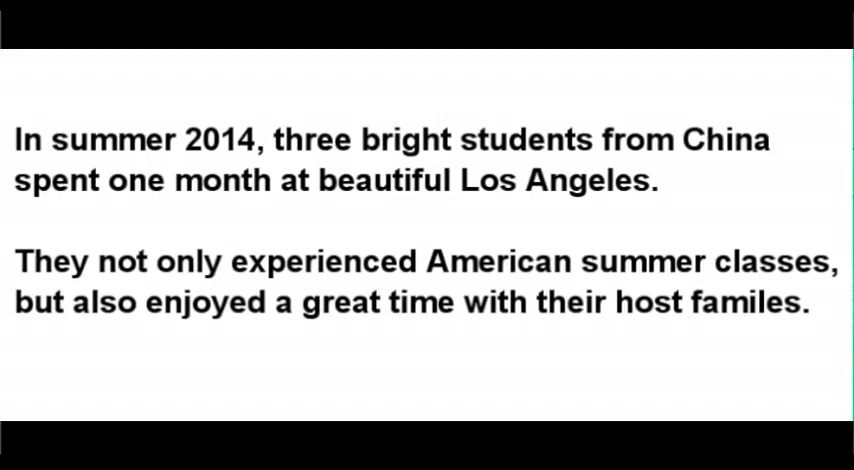 In summer 2014, three bright students from China
spent one month at beautiful Los Angeles.
They not only experienced American summer classes,
but also enjoyed a great time with their host familes.